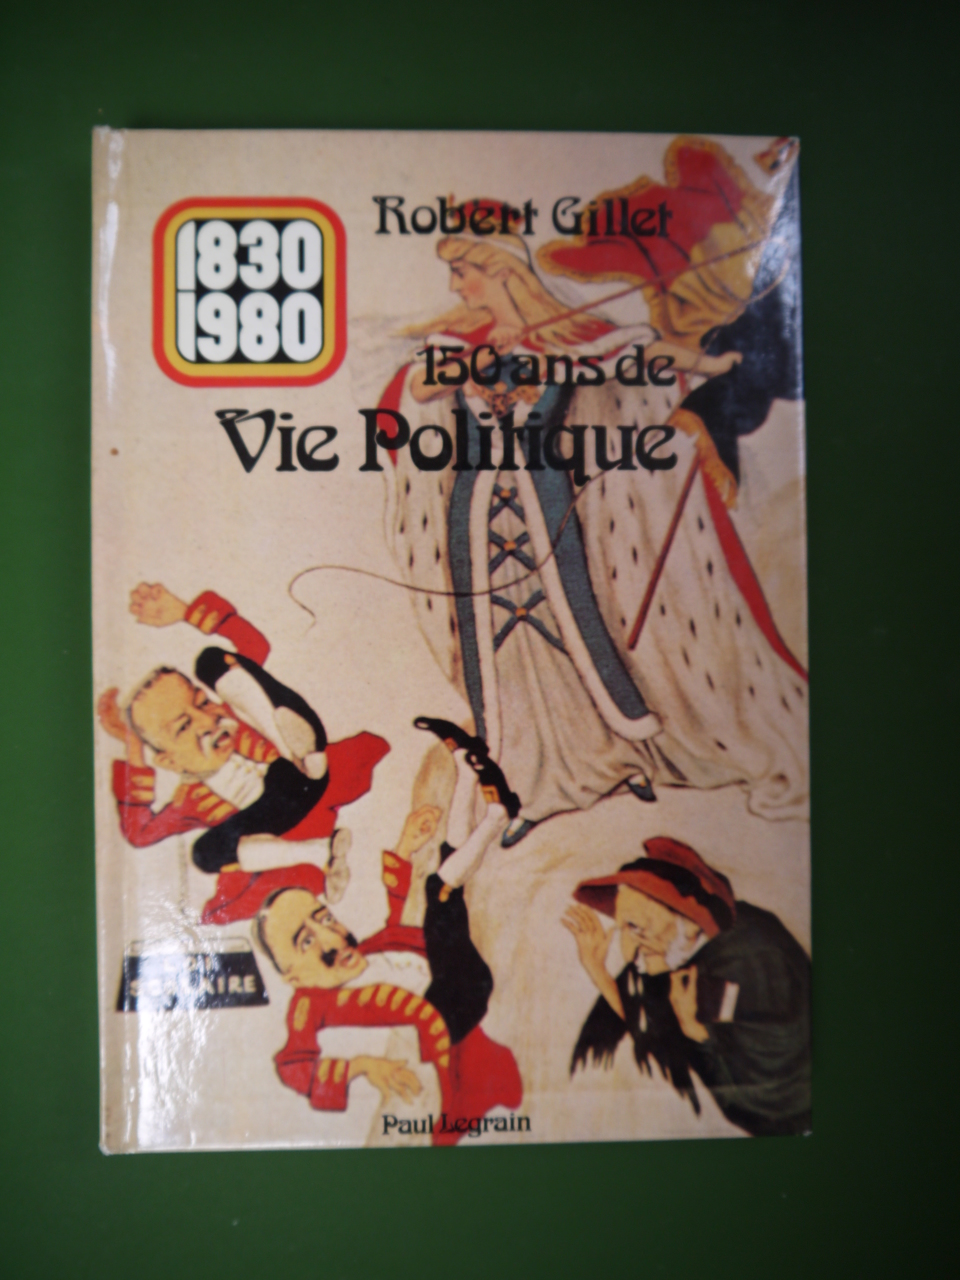 Robert Gillet
1830
1980
150 ans de
Vie Politique
Paul Legrain